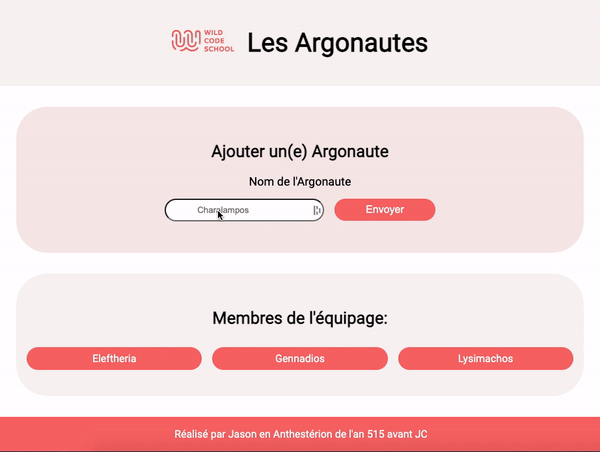 WILD
CODE
SCHOOL
Les Argonautes
Ajouter un(e) Argonaute
Nom de l'Argonaute
Charalampos
Envoyer
Membres de l'équipage:
Eleftheria
Gennadios
Lysimachos
Réalisé par Jason en Anthestérion de l'an 515 avant JC